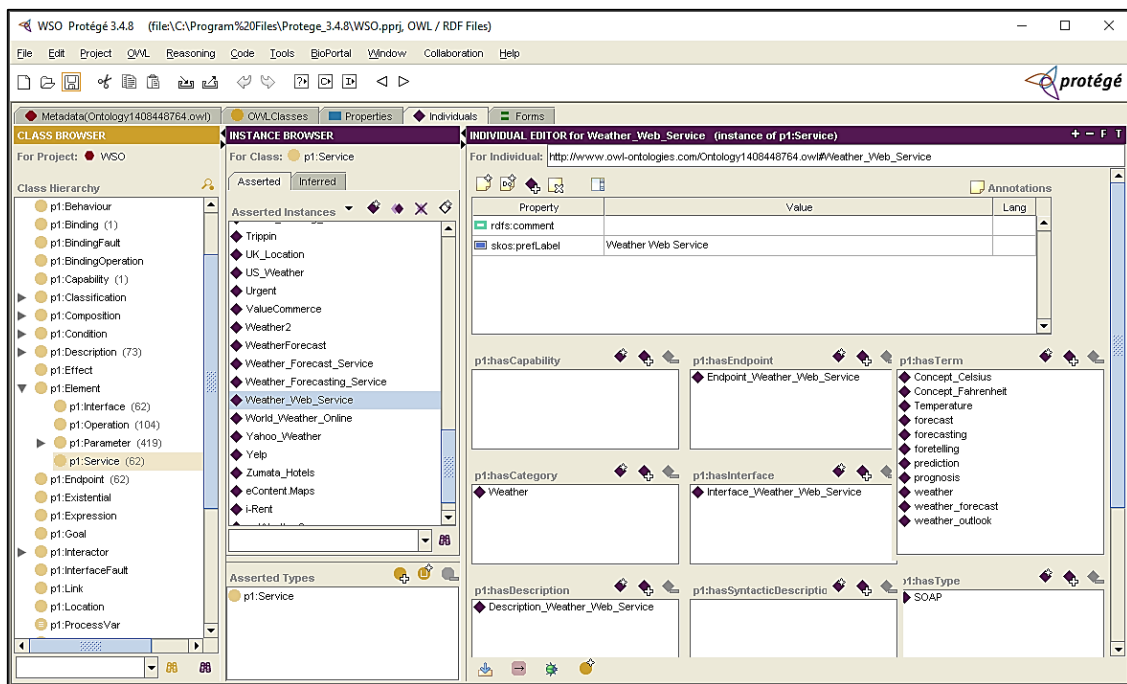 WSO Protégé 3.4.8 (file:\C:\Program%20Files\Protege_3.4.8\WSO.pprj, OWL / RDF Files)
File Edit Project OWL Reasoning Code Tools BioPortal Window Collaboration Help
protégé
Metadata(Ontology1408448764.owl) OWLClasses Properties Individuals Forms
CLASS BROWSER
For Project: WSO
Class Hierarchy
p1:Behaviour
p1:Binding (1)
p1:BindingFault
p1:BindingOperation
p1:Capability (1)
p1:Classification
p1:Composition
p1:Condition
p1:Description (73)
p1:Effect
p1:Element
p1:Interface (62)
p1:Operation (104)
p1:Parameter (419)
p1:Service (62)
p1:Endpoint (62)
p1:Existential
p1:Expression
p1:Goal
p1:Interactor
p1:InterfaceFault
p1:Link
p1:Location
p1:ProcessVar
INSTANCE BROWSER
For Class: p1:Service
Asserted Inferred
Asserted Instances
Trippin
UK_Location
US_Weather
Urgent
ValueCommerce
Weather2
WeatherForecast
Weather_Forecast_Service
Weather_Forecasting_Service
Weather_Web_Service
World_Weather_Online
Yahoo_Weather
Yelp
Zumata_Hotels
eContent.Maps
i-Rent
Asserted Types
p1:Service
INDIVIDUAL EDITOR for Weather_Web_Service (instance of p1:Service) + − F T
For Individual: http://www.owl-ontologies.com/Ontology1408448764.owl#Weather_Web_Service
Annotations
Property Value Lang
rdfs:comment
skos:prefLabel Weather Web Service
p1:hasCapability
p1:hasEndpoint
Endpoint_Weather_Web_Service
p1:hasTerm
Concept_Celsius
Concept_Fahrenheit
Temperature
forecast
forecasting
foretelling
prediction
prognosis
weather
weather_forecast
weather_outlook
p1:hasCategory
Weather
p1:hasInterface
Interface_Weather_Web_Service
p1:hasDescription
Description_Weather_Web_Service
p1:hasSyntacticDescriptic
p1:hasType
SOAP